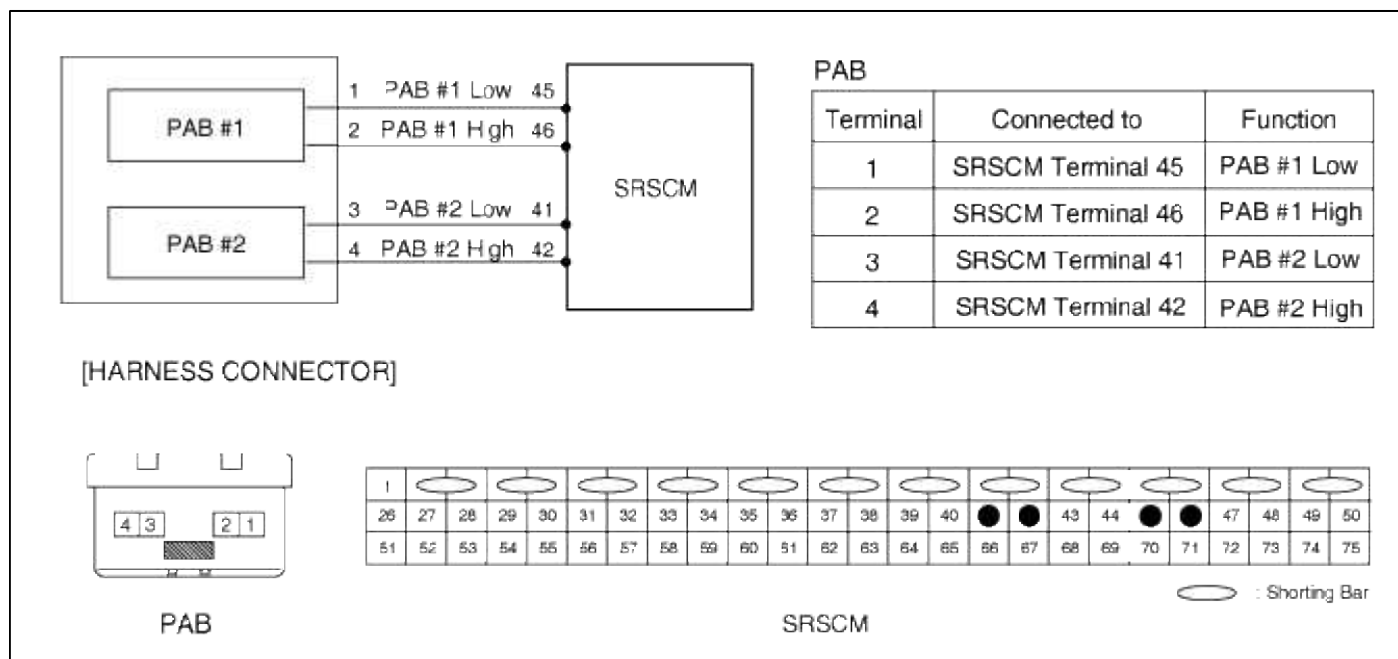 PAB #1
1 PAB #1 Low 45
2 PAB #1 High 46
PAB #2
3 PAB #2 Low 41
4 PAB #2 High 42
SRSCM
PAB
Terminal Connected to Function
1 SRSCM Terminal 45 PAB #1 Low
2 SRSCM Terminal 46 PAB #1 High
3 SRSCM Terminal 41 PAB #2 Low
4 SRSCM Terminal 42 PAB #2 High
[HARNESS CONNECTOR]
4 3 2 1
PAB
1
26 27 28 29 30 31 32 33 34 35 36 37 38 39 40 43 44 47 48 49 50
51 52 53 54 55 56 57 58 59 60 61 62 63 64 65 66 67 68 69 70 71 72 73 74 75
: Shorting Bar
SRSCM